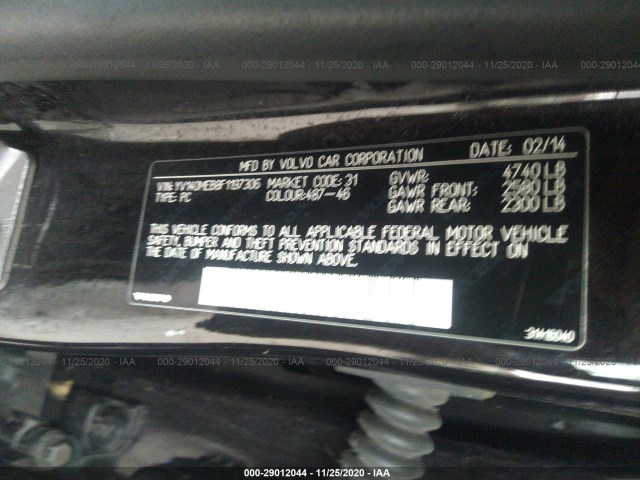 000-29012044 - 11/25/2020 - IAA
MFD BY VOLVO CAR CORPORATION DATE: 02/14
MARKET CODE: 31 GVWR: 4740 LB
TYPE: PC COLOUR:487-46 GAWR FRONT: 2580 LB
GAWR REAR: 2300 LB
THIS VEHICLE CONFORMS TO ALL APPLICABLE FEDERAL MOTOR VEHICLE
SAFETY, BUMPER AND THEFT PREVENTION STANDARDS IN EFFECT ON
THE DATE OF MANUFACTURE SHOWN ABOVE.
000-29012044 - 11/25/2020 - IAA